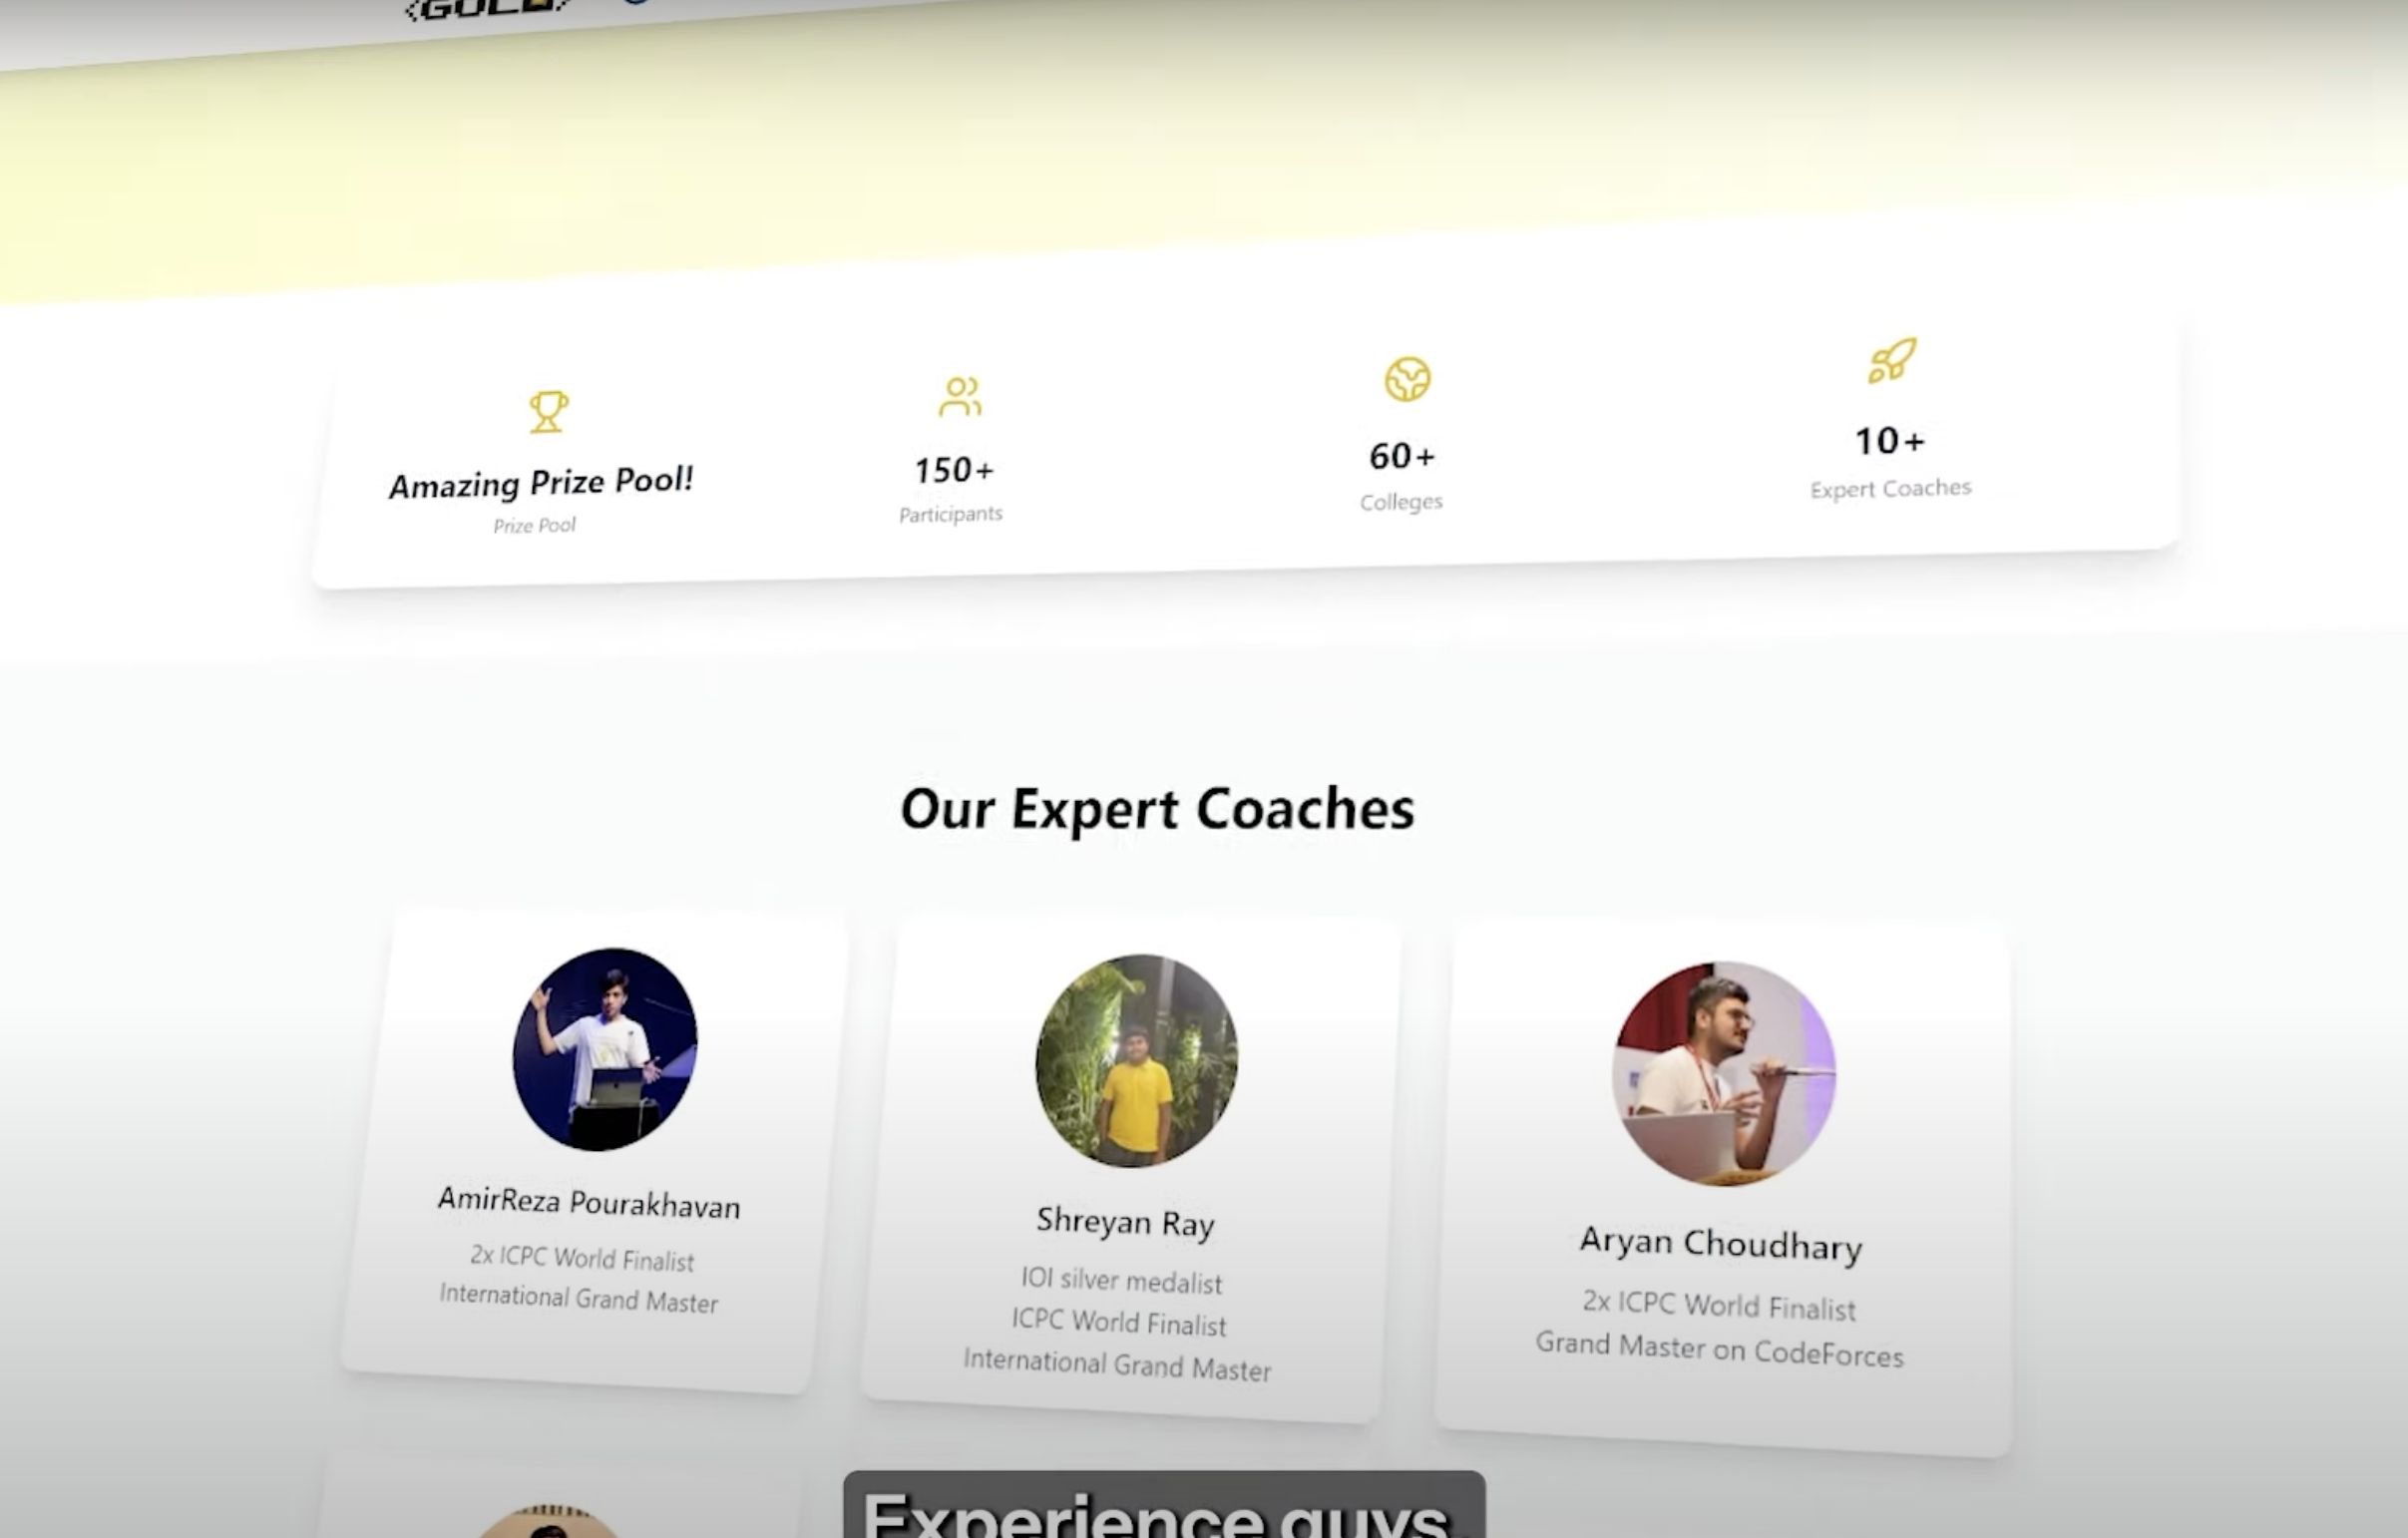 Amazing Prize Pool!
Prize Pool
150+
Participants
60+
Colleges
10+
Expert Coaches
Our Expert Coaches
AmirReza Pourakhavan
2x ICPC World Finalist
International Grand Master
Shreyan Ray
IOI silver medalist
ICPC World Finalist
International Grand Master
Aryan Choudhary
2x ICPC World Finalist
Grand Master on CodeForces
Experience guys.